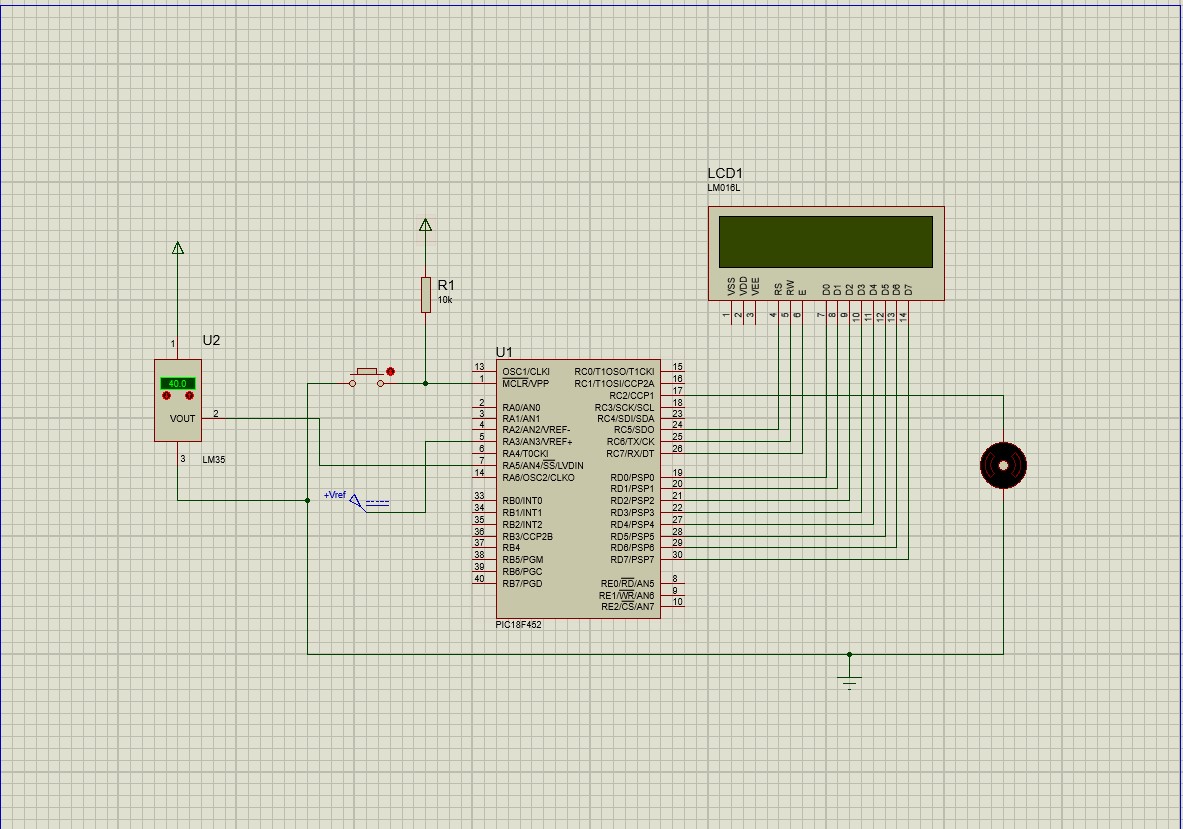 LCD1
LM016L
VSS
VDD
VEE
RS
RW
E
D0
D1
D2
D3
D4
D5
D6
D7
1
2
3
4
5
6
7
8
9
10
11
12
13
14
R1
10k
U2
1
40.0
VOUT
2
3
LM35
+Vref
U1
13 OSC1/CLKI RC0/T1OSO/T1CKI 15
1 MCLR/VPP RC1/T1OSI/CCP2A 16
RC2/CCP1 17
2 RA0/AN0 RC3/SCK/SCL 18
3 RA1/AN1 RC4/SDI/SDA 23
4 RA2/AN2/VREF- RC5/SDO 24
5 RA3/AN3/VREF+ RC6/TX/CK 25
6 RA4/T0CKI RC7/RX/DT 26
7 RA5/AN4/SS/LVDIN
14 RA6/OSC2/CLKO RD0/PSP0 19
RD1/PSP1 20
33 RB0/INT0 RD2/PSP2 21
34 RB1/INT1 RD3/PSP3 22
35 RB2/INT2 RD4/PSP4 27
36 RB3/CCP2B RD5/PSP5 28
37 RB4 RD6/PSP6 29
38 RB5/PGM RD7/PSP7 30
39 RB6/PGC
40 RB7/PGD RE0/RD/AN5 8
RE1/WR/AN6 9
RE2/CS/AN7 10
PIC18F452